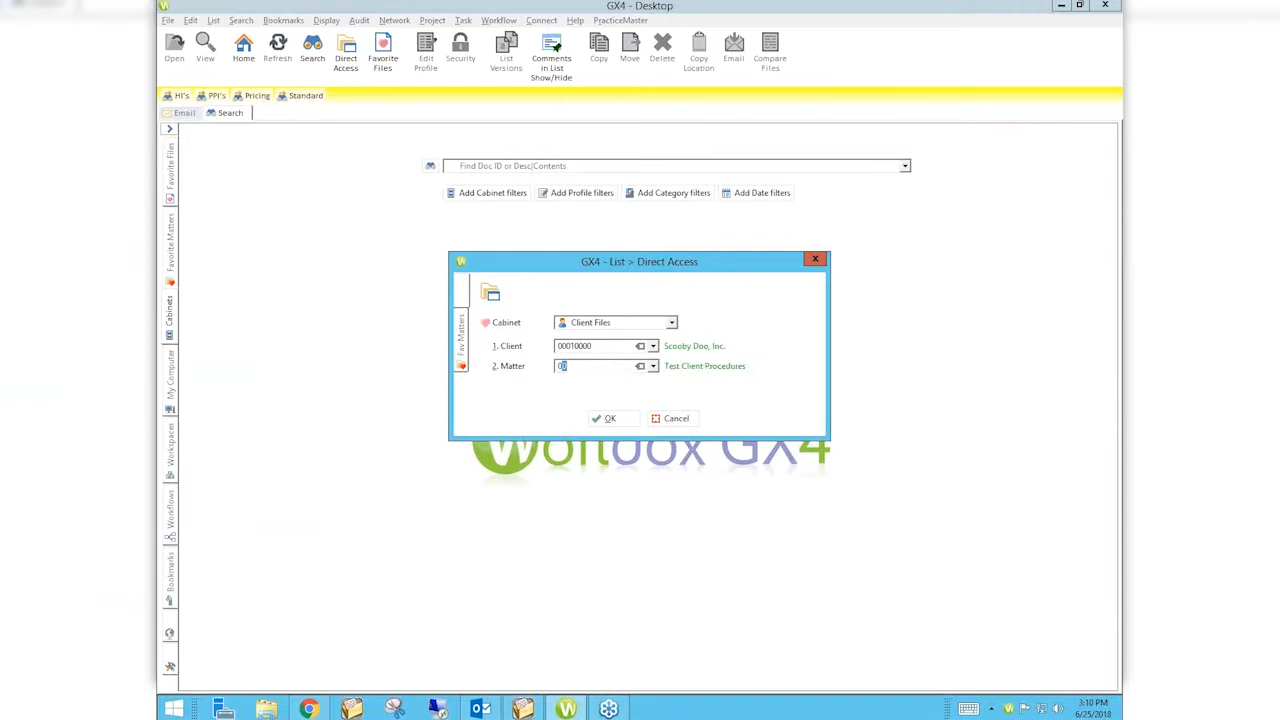 GX4 - Desktop
File Edit List Search Bookmarks Display Audit Network Project Task Workflow Connect Help PracticeMaster
Open View Home Refresh Search Direct Access Favorite Files Edit Profile Security List Versions Comments in List Show/Hide Copy Move Delete Copy Location Email Compare Files
HI's PPI's Pricing Standard
Email Search
Find Doc ID or Desc|Contents
Add Cabinet filters Add Profile filters Add Category filters Add Date filters
Favorite Files
Favorite Matters
Cabinets
My Computer
Workspaces
Workflows
Bookmarks
GX4 - List > Direct Access
Fav Matters
Cabinet Client Files
1. Client 00010000 Scooby Doo, Inc.
2. Matter 00 Test Client Procedures
OK Cancel
Worldox GX4
3:10 PM
6/25/2018